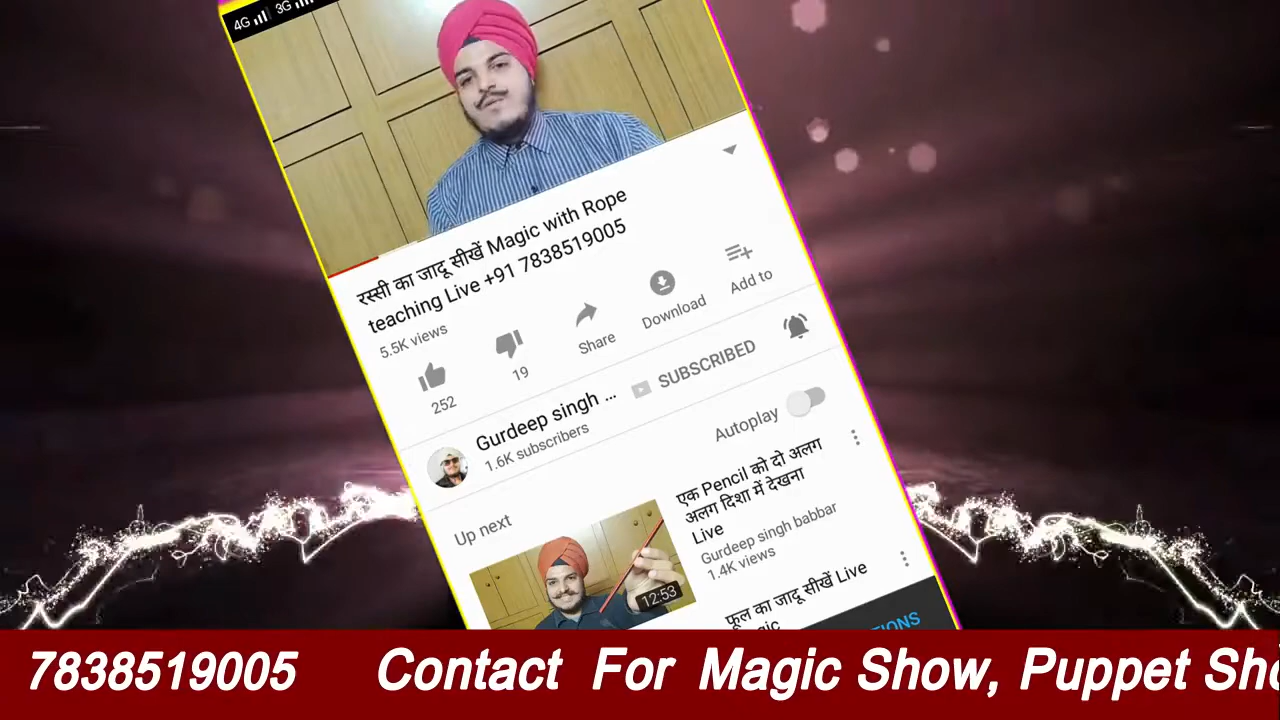 4G 3G
रस्सी का जादू सीखें Magic with Rope
teaching Live +91 7838519005
5.5K views
252
19
Share
Download
Add to
Gurdeep singh ...
1.6K subscribers
SUBSCRIBED
Autoplay
Up next
12:53
एक Pencil को दो अलग
अलग दिशा में देखना
Live
Gurdeep singh babbar
1.4K views
फूल का जादू सीखें Live
7838519005 Contact For Magic Show, Puppet